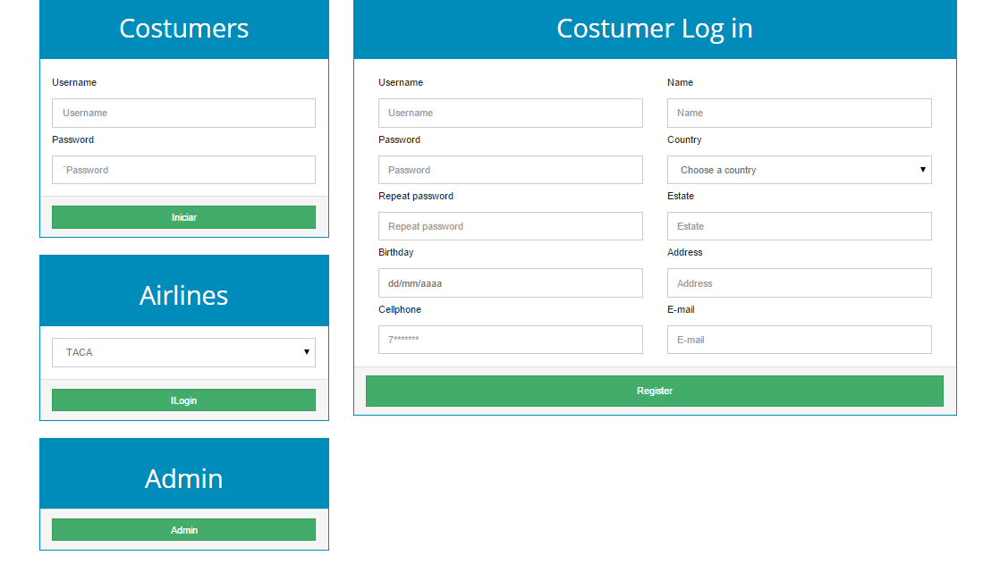 Costumers
Username
Username
Password
¨Password
Iniciar
Airlines
TACA
ILogin
Admin
Admin
Costumer Log in
Username
Username
Password
Password
Repeat password
Repeat password
Birthday
dd/mm/aaaa
Cellphone
7*******
Name
Name
Country
Choose a country
Estate
Estate
Address
Address
E-mail
E-mail
Register